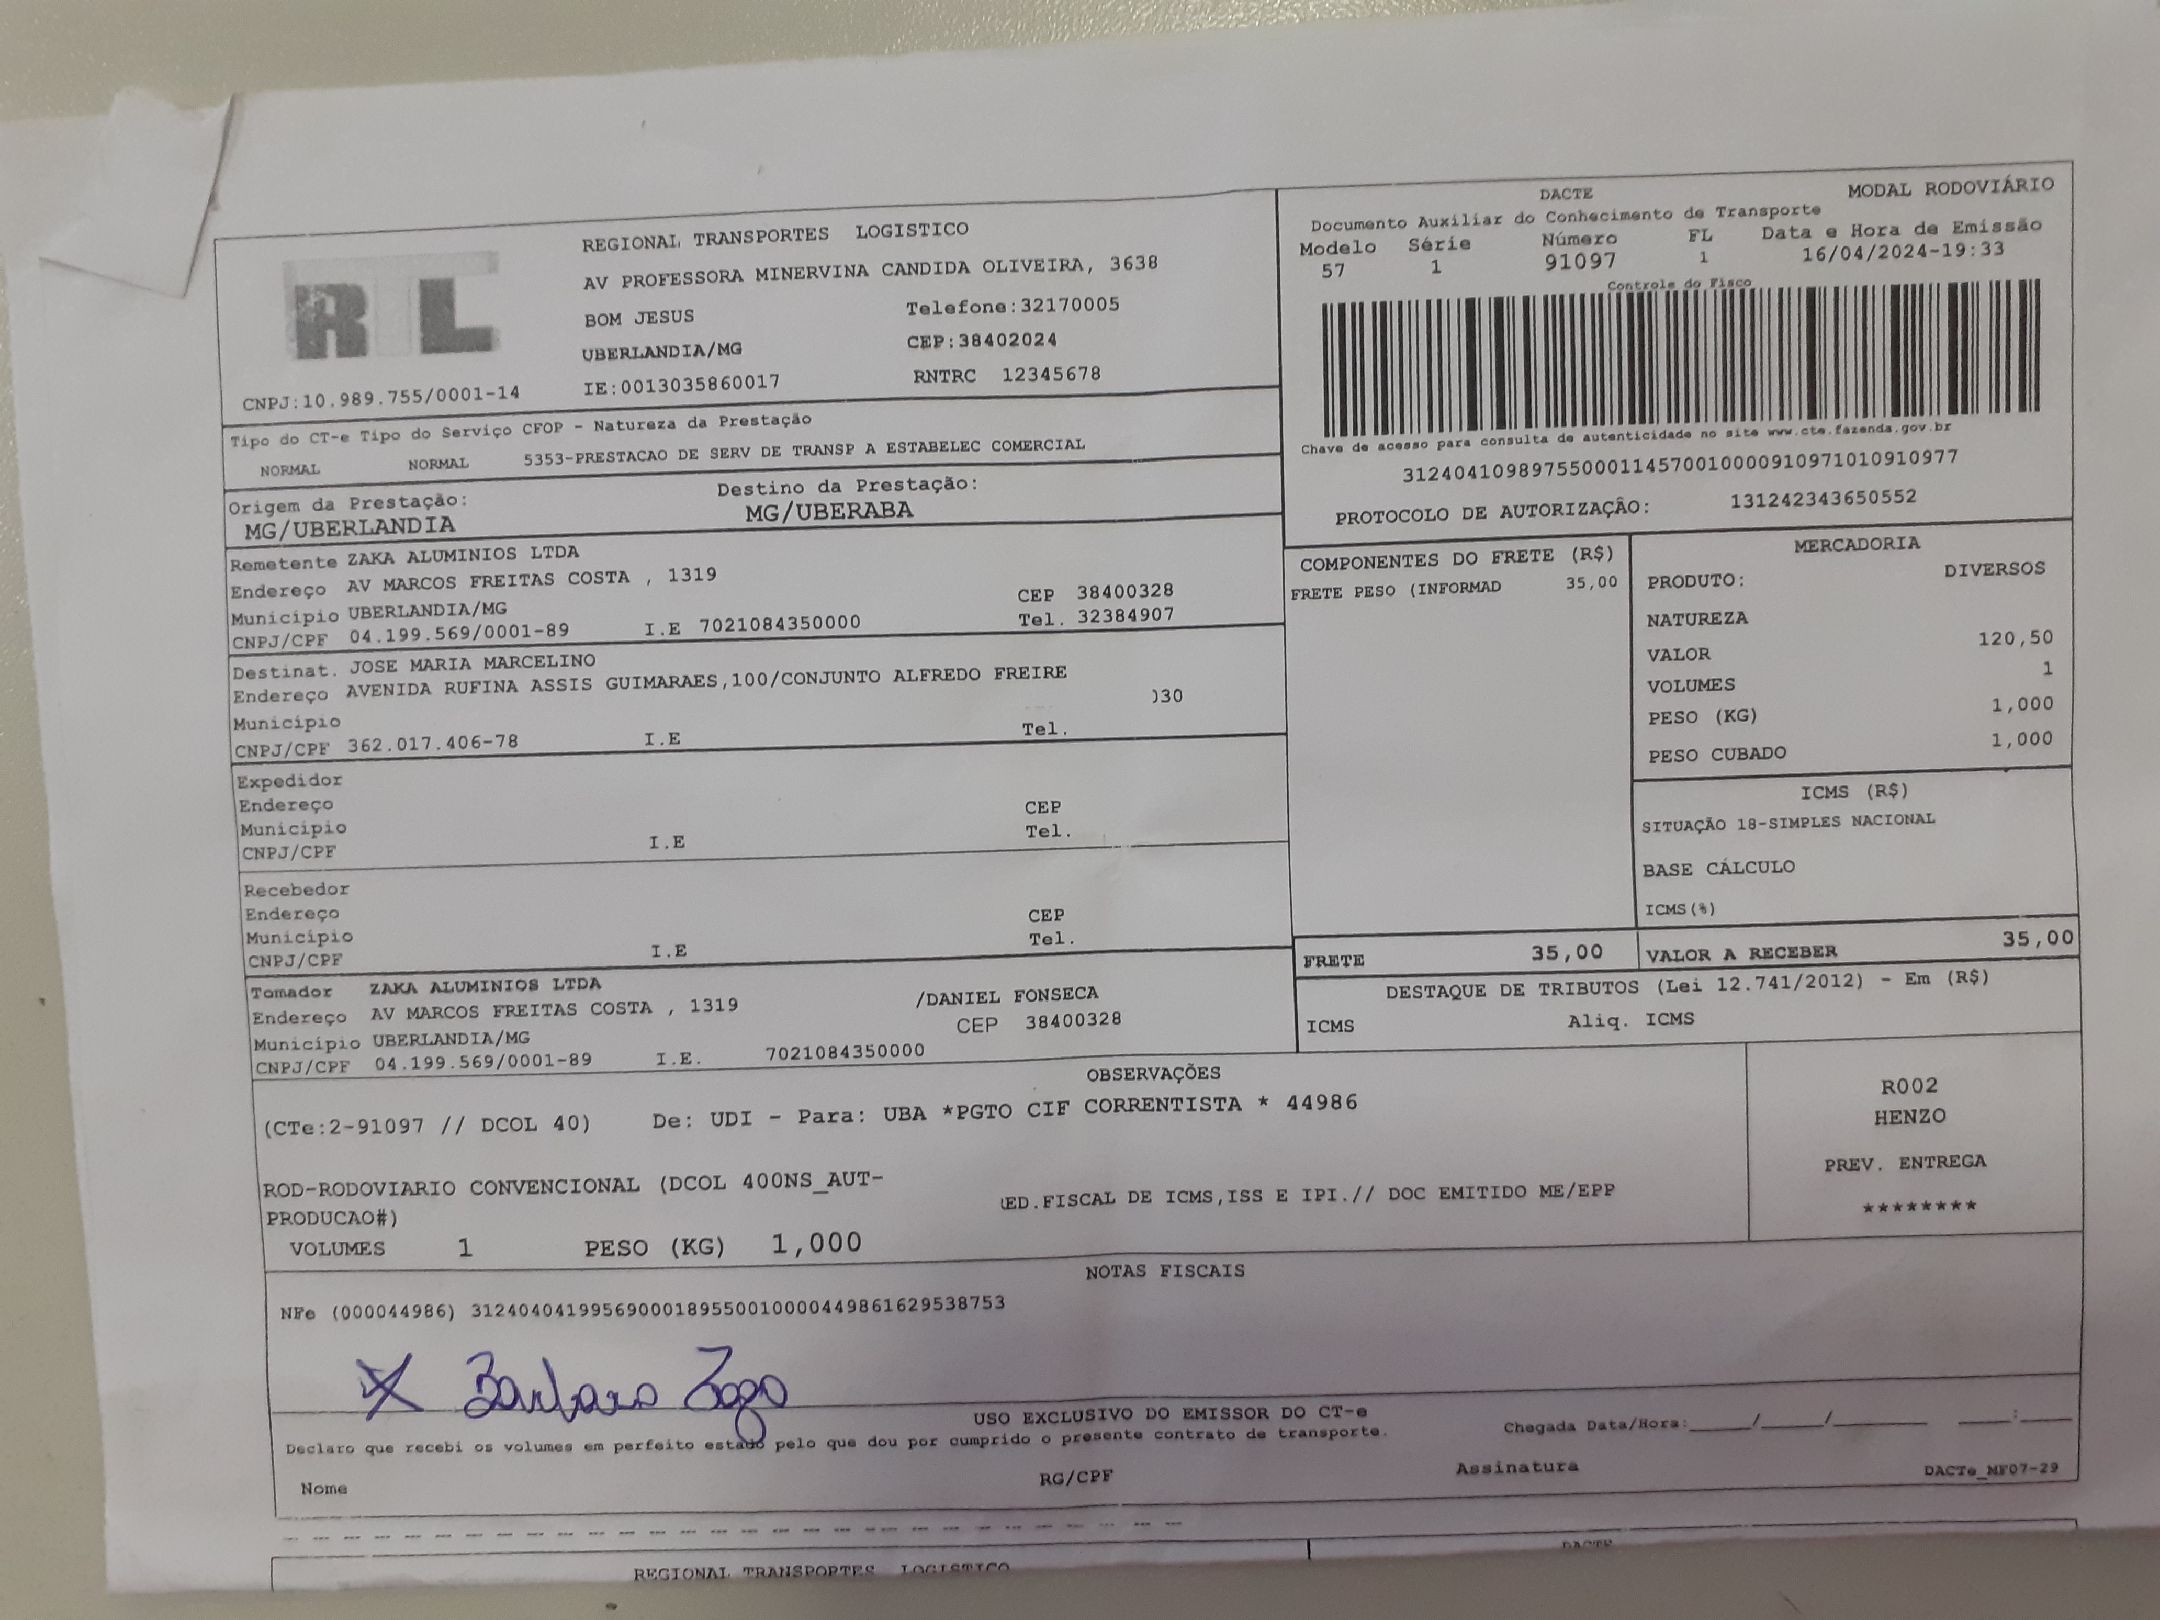 RTL
REGIONAL TRANSPORTES LOGISTICO
AV PROFESSORA MINERVINA CANDIDA OLIVEIRA, 3638
BOM JESUS Telefone:32170005
UBERLANDIA/MG CEP:38402024
CNPJ:10.989.755/0001-14 IE:0013035860017 RNTRC 12345678
DACTE MODAL RODOVIÁRIO
Documento Auxiliar do Conhecimento de Transporte
Modelo Série Número FL Data e Hora de Emissão
57 1 91097 1 16/04/2024-19:33
Controle do Fisco
Chave de acesso para consulta de autenticidade no site www.cte.fazenda.gov.br
31240410989755000114570010000910971010910977
PROTOCOLO DE AUTORIZAÇÂO: 131242343650552
Tipo do CT-e Tipo do Serviço CFOP - Natureza da Prestação
NORMAL NORMAL 5353-PRESTACAO DE SERV DE TRANSP A ESTABELEC COMERCIAL
Origem da Prestação: Destino da Prestação:
MG/UBERLANDIA MG/UBERABA
Remetente ZAKA ALUMINIOS LTDA
Endereço AV MARCOS FREITAS COSTA , 1319
Município UBERLANDIA/MG CEP 38400328
CNPJ/CPF 04.199.569/0001-89 I.E 7021084350000 Tel. 32384907
Destinat. JOSE MARIA MARCELINO
Endereço AVENIDA RUFINA ASSIS GUIMARAES,100/CONJUNTO ALFREDO FREIRE
Município )30
CNPJ/CPF 362.017.406-78 I.E Tel.
Expedidor
Endereço CEP
Município Tel.
CNPJ/CPF I.E
Recebedor
Endereço CEP
Município Tel.
CNPJ/CPF I.E
Tomador ZAKA ALUMINIOS LTDA
Endereço AV MARCOS FREITAS COSTA , 1319 /DANIEL FONSECA
Município UBERLANDIA/MG CEP 38400328
CNPJ/CPF 04.199.569/0001-89 I.E. 7021084350000
COMPONENTES DO FRETE (R$)
FRETE PESO (INFORMAD 35,00
MERCADORIA
PRODUTO: DIVERSOS
NATUREZA
VALOR 120,50
VOLUMES 1
PESO (KG) 1,000
PESO CUBADO 1,000
ICMS (R$)
SITUAÇÃO 18-SIMPLES NACIONAL
BASE CÁLCULO
ICMS(%)
FRETE 35,00 VALOR A RECEBER 35,00
DESTAQUE DE TRIBUTOS (Lei 12.741/2012) - Em (R$)
ICMS Aliq. ICMS
OBSERVAÇÕES
(CTe:2-91097 // DCOL 40) De: UDI - Para: UBA *PGTO CIF CORRENTISTA * 44986
ROD-RODOVIARIO CONVENCIONAL (DCOL 400NS_AUT-
PRODUCAO#)
ED.FISCAL DE ICMS,ISS E IPI.// DOC EMITIDO ME/EPP
VOLUMES 1 PESO (KG) 1,000
R002
HENZO
PREV. ENTREGA
********
NOTAS FISCAIS
NFe (000044986) 31240404199569000189550010000449861629538753
Barbara Zago
USO EXCLUSIVO DO EMISSOR DO CT-e
Declaro que recebi os volumes em perfeito estado pelo que dou por cumprido o presente contrato de transporte.
Chegada Data/Hora:_____/_____/________ ____:____
Nome RG/CPF Assinatura DACTe_MF07-29
REGIONAL TRANSPORTES LOGISTICO
DACTE